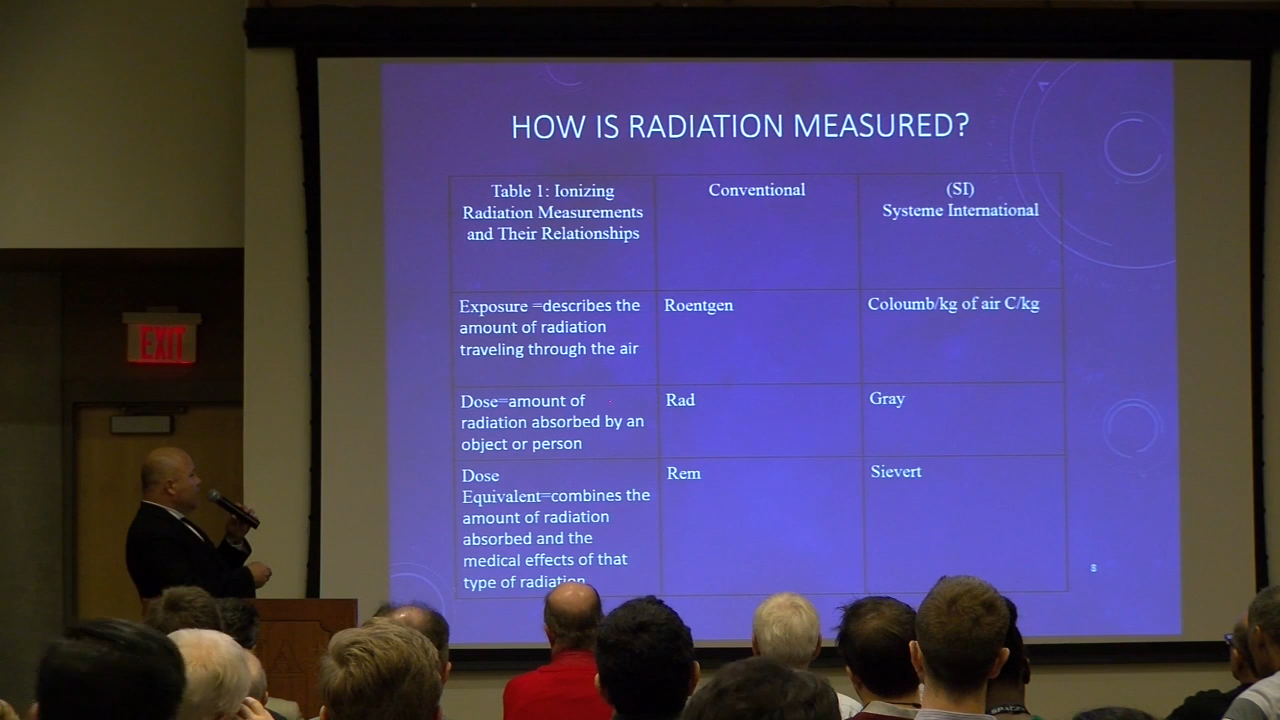 HOW IS RADIATION MEASURED?
Table 1: Ionizing
Radiation Measurements
and Their Relationships
Conventional
(SI)
Systeme International
Exposure =describes the
amount of radiation
traveling through the air
Roentgen
Coloumb/kg of air C/kg
Dose=amount of
radiation absorbed by an
object or person
Rad
Gray
Dose
Equivalent=combines the
amount of radiation
absorbed and the
medical effects of that
type of radiation
Rem
Sievert
8
EXIT